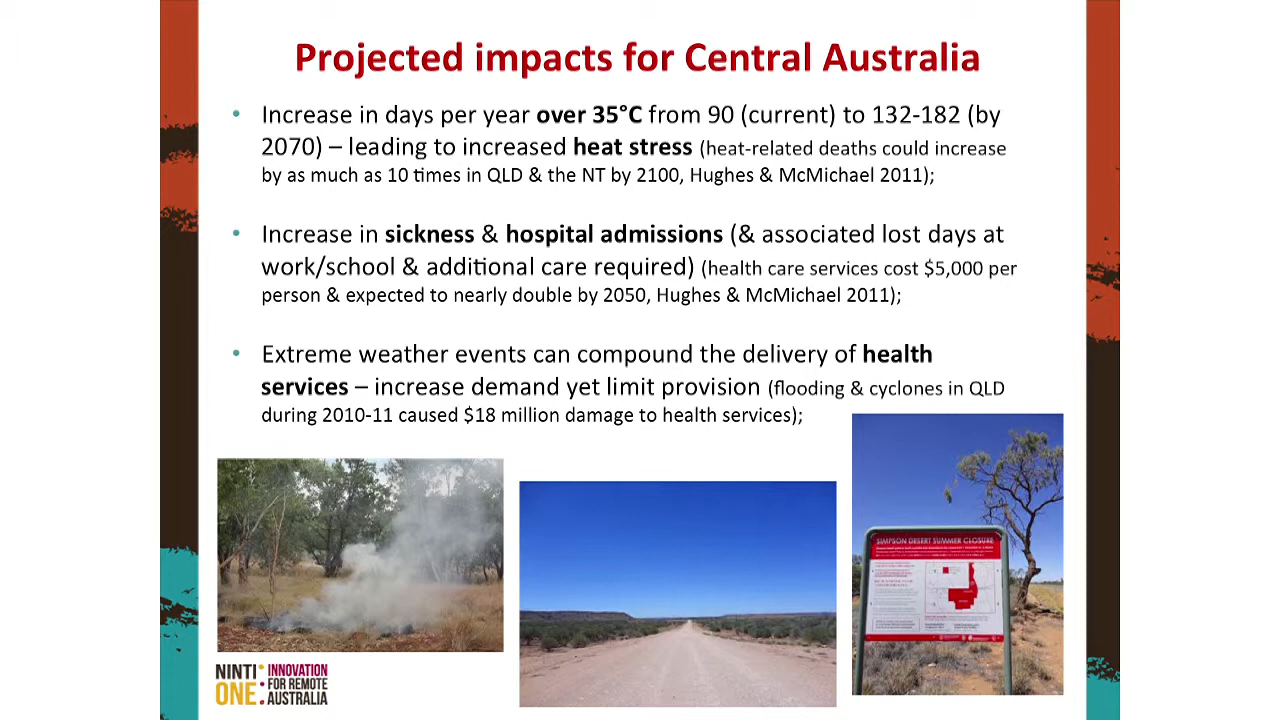 Projected impacts for Central Australia
• Increase in days per year over 35°C from 90 (current) to 132-182 (by
2070) – leading to increased heat stress (heat-related deaths could increase
by as much as 10 times in QLD & the NT by 2100, Hughes & McMichael 2011);
• Increase in sickness & hospital admissions (& associated lost days at
work/school & additional care required) (health care services cost $5,000 per
person & expected to nearly double by 2050, Hughes & McMichael 2011);
• Extreme weather events can compound the delivery of health
services – increase demand yet limit provision (flooding & cyclones in QLD
during 2010-11 caused $18 million damage to health services);
SIMPSON DESERT SUMMER CLOSURE
NINTI
ONE
INNOVATION
FOR REMOTE
AUSTRALIA